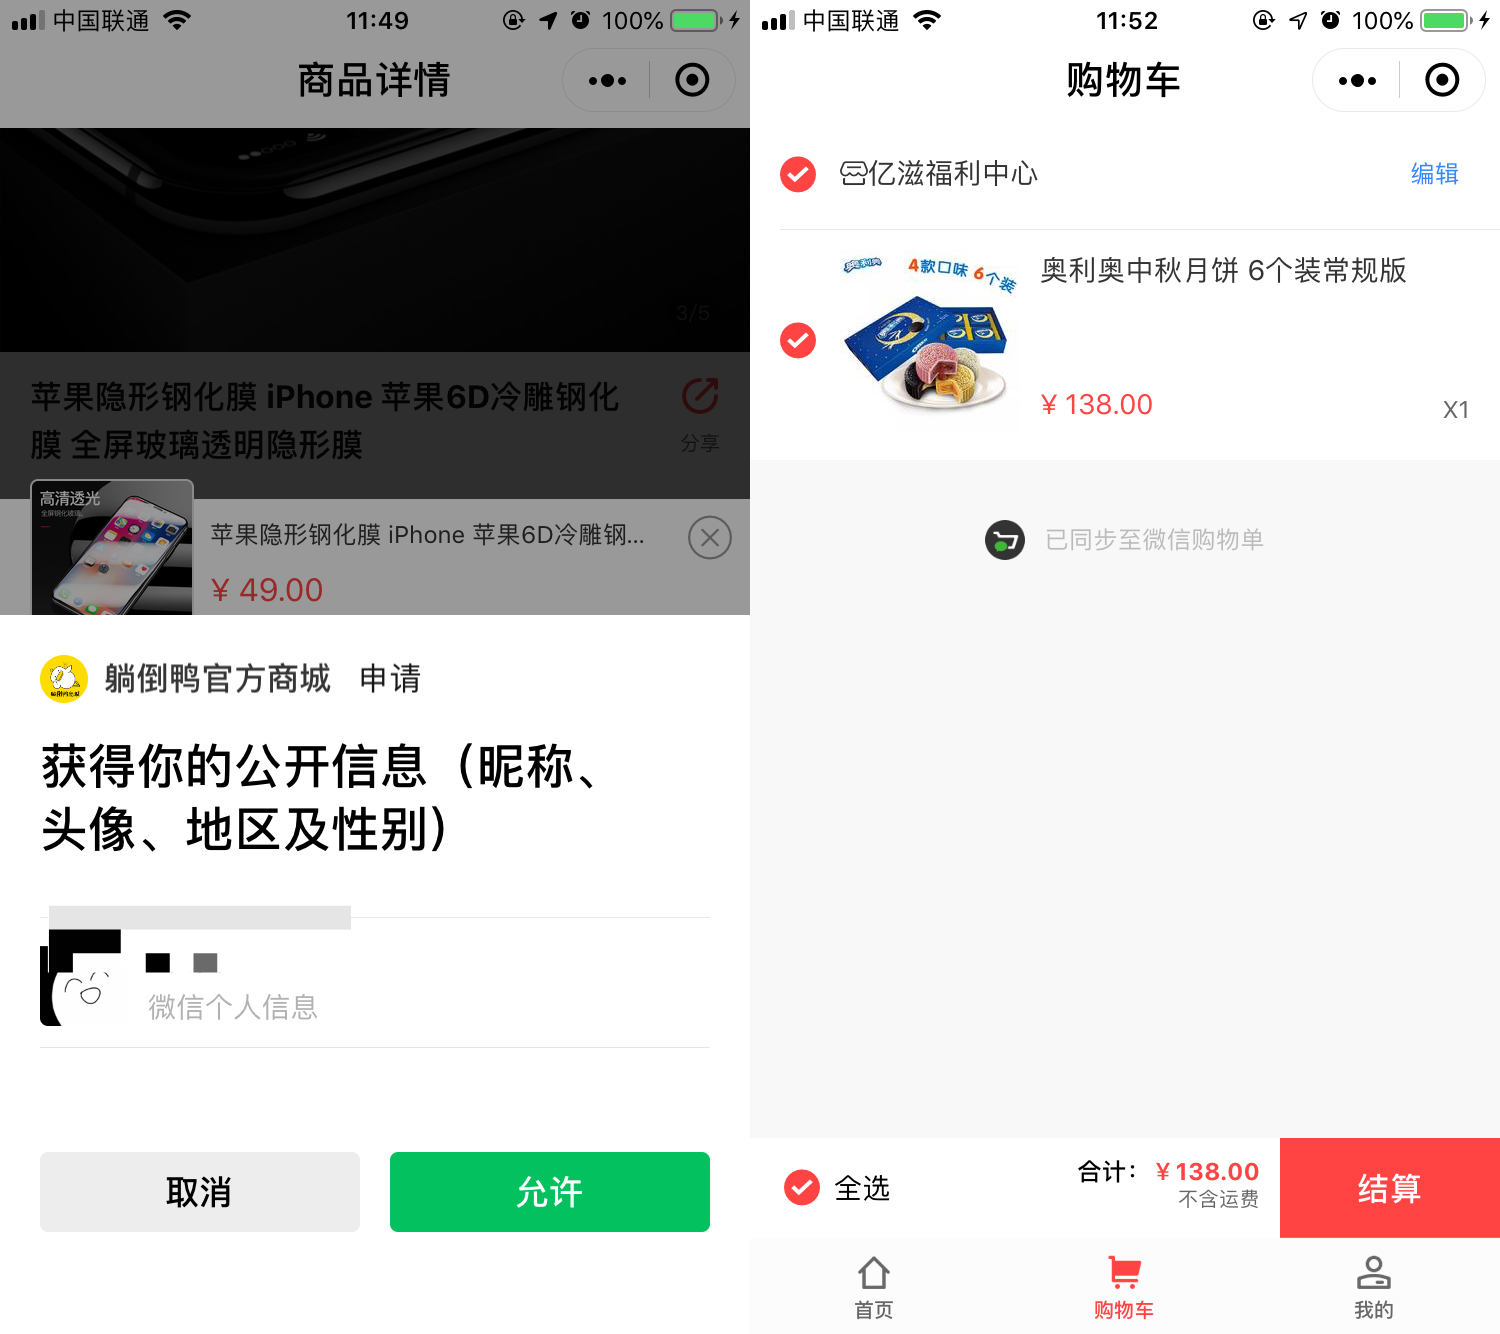 中国联通
11:49
100%
商品详情
3/5
苹果隐形钢化膜 iPhone 苹果6D冷雕钢化
膜 全屏玻璃透明隐形膜
分享
高清透光
苹果隐形钢化膜 iPhone 苹果6D冷雕钢...
¥ 49.00
躺倒鸭官方商城 申请
获得你的公开信息（昵称、
头像、地区及性别）
微信个人信息
取消
允许
中国联通
11:52
100%
购物车
亿滋福利中心
编辑
奥利奥
4款口味 6个装
奥利奥中秋月饼 6个装常规版
¥ 138.00
X1
已同步至微信购物单
全选
合计：
¥ 138.00
不含运费
结算
首页
购物车
我的